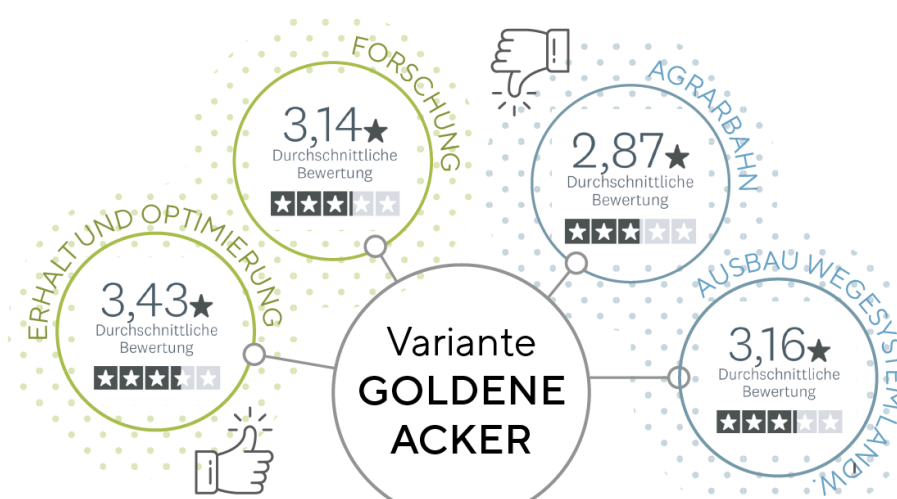 FORSCHUNG
3,14★
Durchschnittliche
Bewertung
AGRARBAHN
2,87★
Durchschnittliche
Bewertung
ERHALT UND OPTIMIERUNG
3,43★
Durchschnittliche
Bewertung
AUSBAU WEGESYSTEM LANDW.
3,16★
Durchschnittliche
Bewertung
Variante
GOLDENE
ACKER